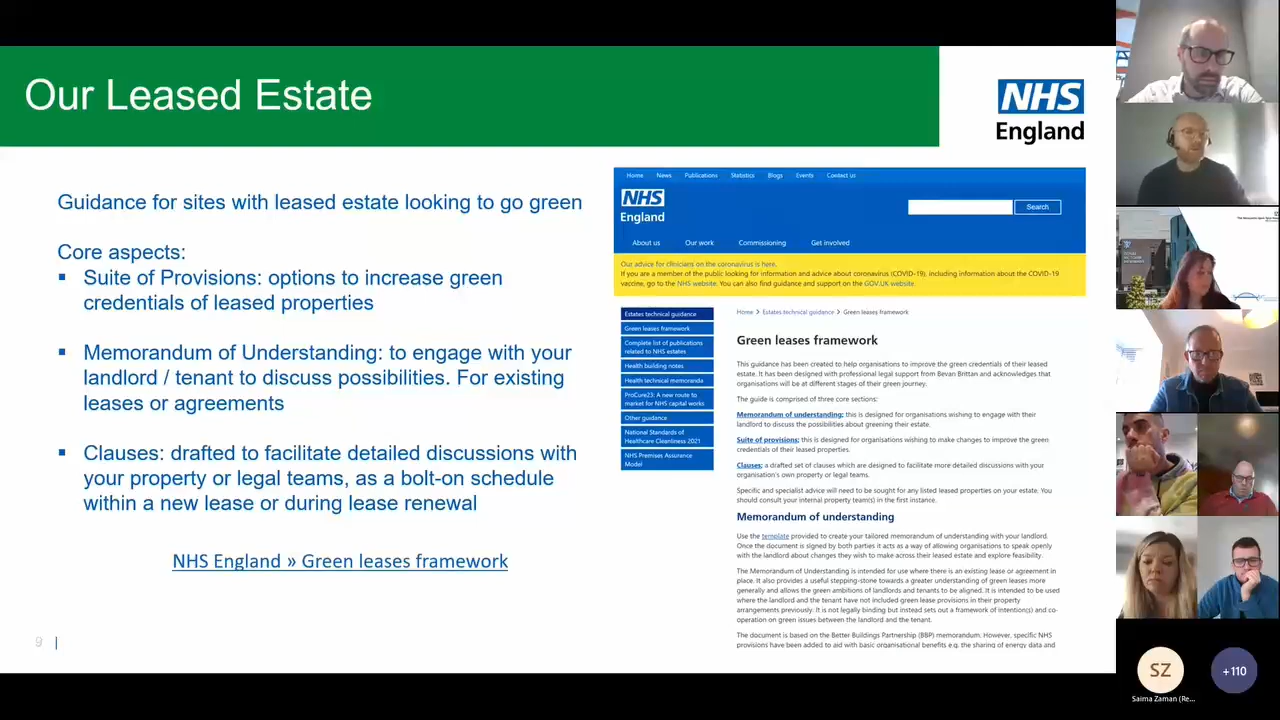 Our Leased Estate
NHS
England
Guidance for sites with leased estate looking to go green
Core aspects:
▪ Suite of Provisions: options to increase green
credentials of leased properties
▪ Memorandum of Understanding: to engage with your
landlord / tenant to discuss possibilities. For existing
leases or agreements
▪ Clauses: drafted to facilitate detailed discussions with
your property or legal teams, as a bolt-on schedule
within a new lease or during lease renewal
NHS England » Green leases framework
9
Home News Publications Statistics Blogs Events Contact us
NHS
England
Search
About us Our work Commissioning Get involved
Our advice for clinicians on the coronavirus is here.
If you are a member of the public looking for information and advice about coronavirus (COVID-19), including information about the COVID-19
vaccine, go to the NHS website. You can also find guidance and support on the GOV.UK website.
Estates technical guidance
Green leases framework
Complete list of publications
related to NHS estates
Health building notes
Health technical memoranda
ProCure23: A new route to
market for NHS capital works
Other guidance
National Standards of
Healthcare Cleanliness 2021
NHS Premises Assurance
Model
Home > Estates technical guidance > Green leases framework
Green leases framework
This guidance has been created to help organisations to improve the green credentials of their leased
estate. It has been designed with professional legal support from Bevan Brittan and acknowledges that
organisations will be at different stages of their green journey.
The guide is comprised of three core sections:
Memorandum of understanding: this is designed for organisations wishing to engage with their
landlord to discuss the possibilities about greening their estate.
Suite of provisions: this is designed for organisations wishing to make changes to improve the green
credentials of their leased properties.
Clauses: a drafted set of clauses which are designed to facilitate more detailed discussions with your
organisation's own property or legal teams.
Specific and specialist advice will need to be sought for any listed leased properties on your estate. You
should consult your internal property team(s) in the first instance.
Memorandum of understanding
Use the template provided to create your tailored memorandum of understanding with your landlord.
Once the document is signed by both parties it acts as a way of allowing organisations to speak openly
with the landlord about changes they wish to make across their leased estate and explore feasibility.
The Memorandum of Understanding is intended for use where there is an existing lease or agreement in
place. It also provides a useful stepping-stone towards a greater understanding of green leases more
generally and allows the green ambitions of landlords and tenants to be aligned. It is intended to be used
where the landlord and the tenant have not included green lease provisions in their property
arrangements previously. It is not legally binding but instead sets out a framework of intention(s) and co-
operation on green issues between the landlord and the tenant.
The document is based on the Better Buildings Partnership (BBP) memorandum. However, specific NHS
provisions have been added to aid with basic organisational benefits e.g. the sharing of energy data and
SZ
+110
Saima Zaman (Re...